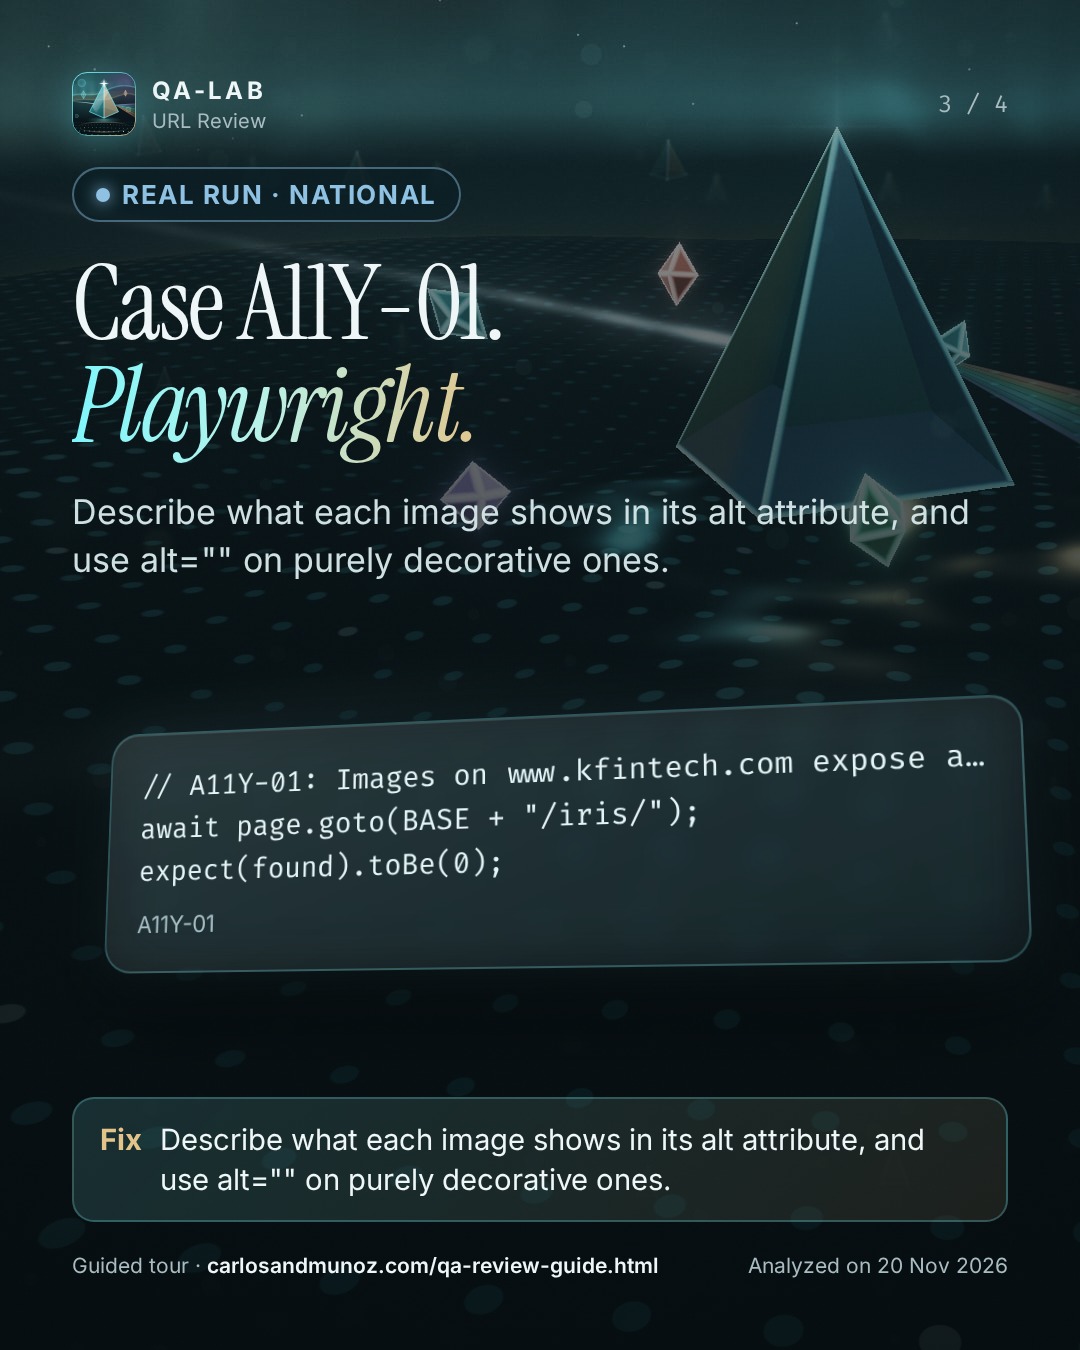 QA-LAB
URL Review
3 / 4
REAL RUN · NATIONAL
Case A11Y-01.
Playwright.
Describe what each image shows in its alt attribute, and
use alt="" on purely decorative ones.
// A11Y-01: Images on www.kfintech.com expose a…
await page.goto(BASE + "/iris/");
expect(found).toBe(0);
A11Y-01
Fix Describe what each image shows in its alt attribute, and
use alt="" on purely decorative ones.
Guided tour · carlosandmunoz.com/qa-review-guide.html
Analyzed on 20 Nov 2026